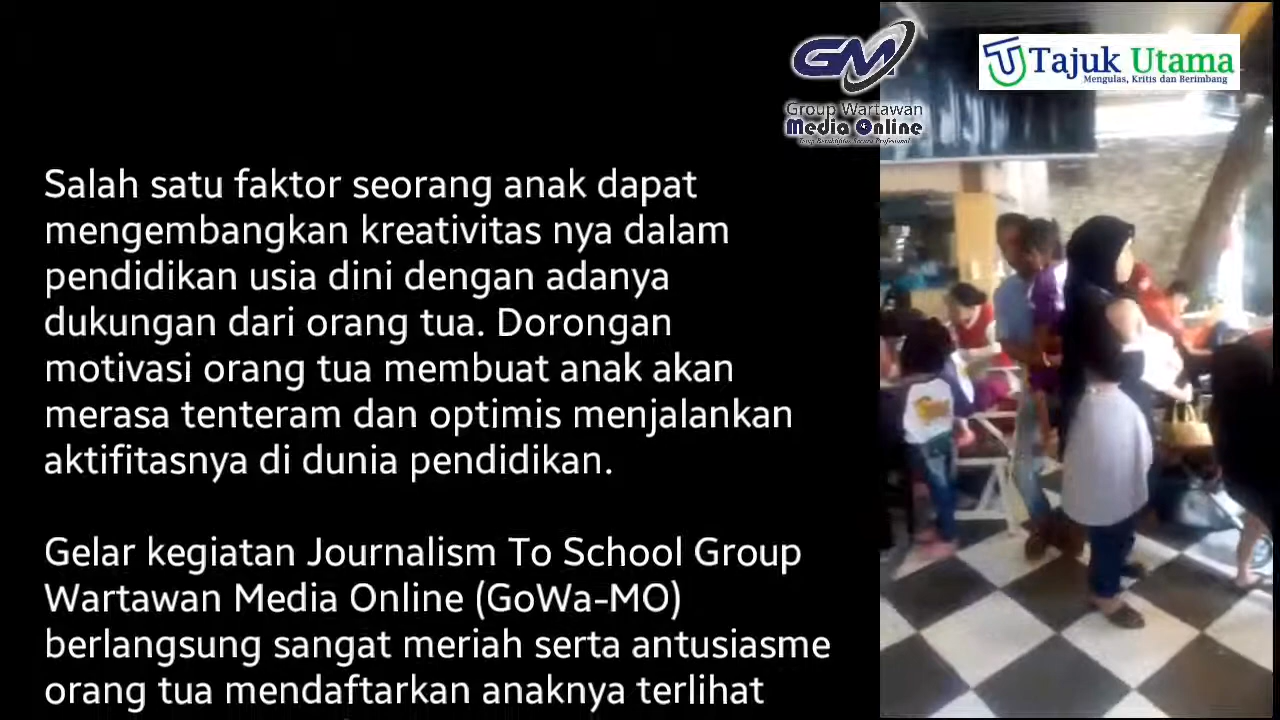 GM
Group Wartawan
Media Online
Tajuk Utama
Mengulas, Kritis dan Berimbang
Salah satu faktor seorang anak dapat
mengembangkan kreativitas nya dalam
pendidikan usia dini dengan adanya
dukungan dari orang tua. Dorongan
motivasi orang tua membuat anak akan
merasa tenteram dan optimis menjalankan
aktifitasnya di dunia pendidikan.
Gelar kegiatan Journalism To School Group
Wartawan Media Online (GoWa-MO)
berlangsung sangat meriah serta antusiasme
orang tua mendaftarkan anaknya terlihat